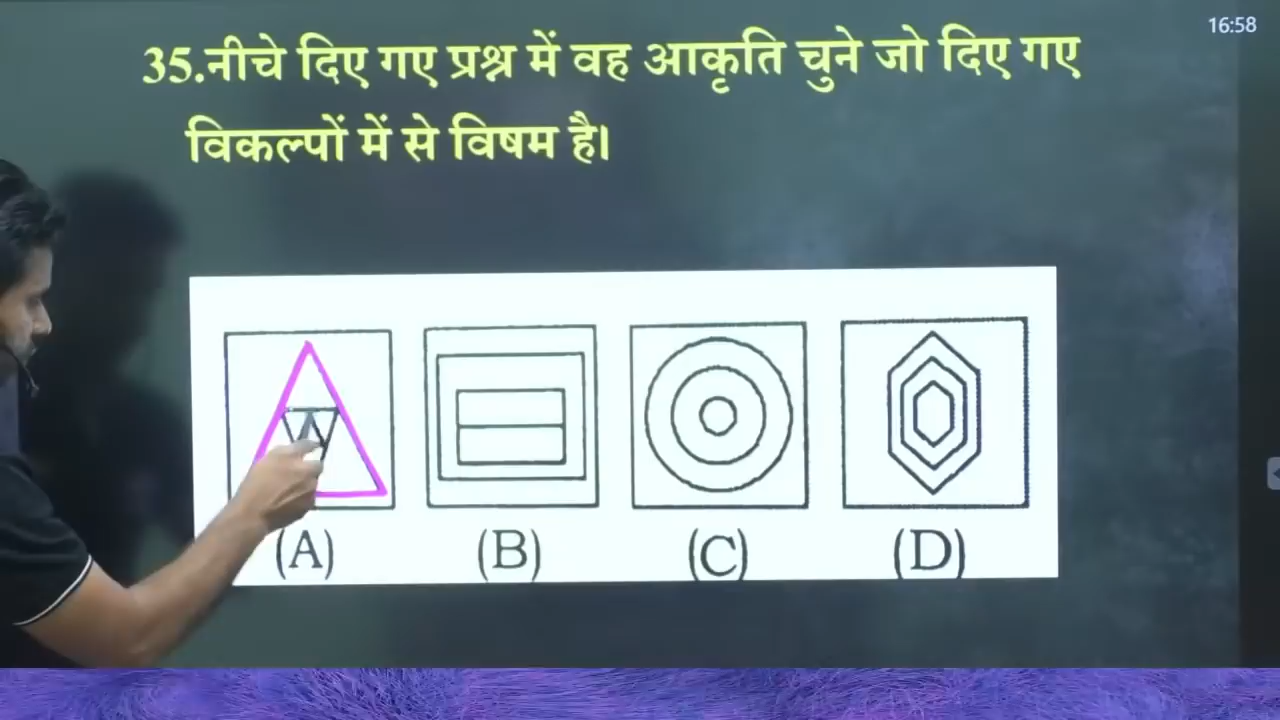 16:58
35.नीचे दिए गए प्रश्न में वह आकृति चुने जो दिए गए
विकल्पों में से विषम है।
(A) (B) (C) (D)